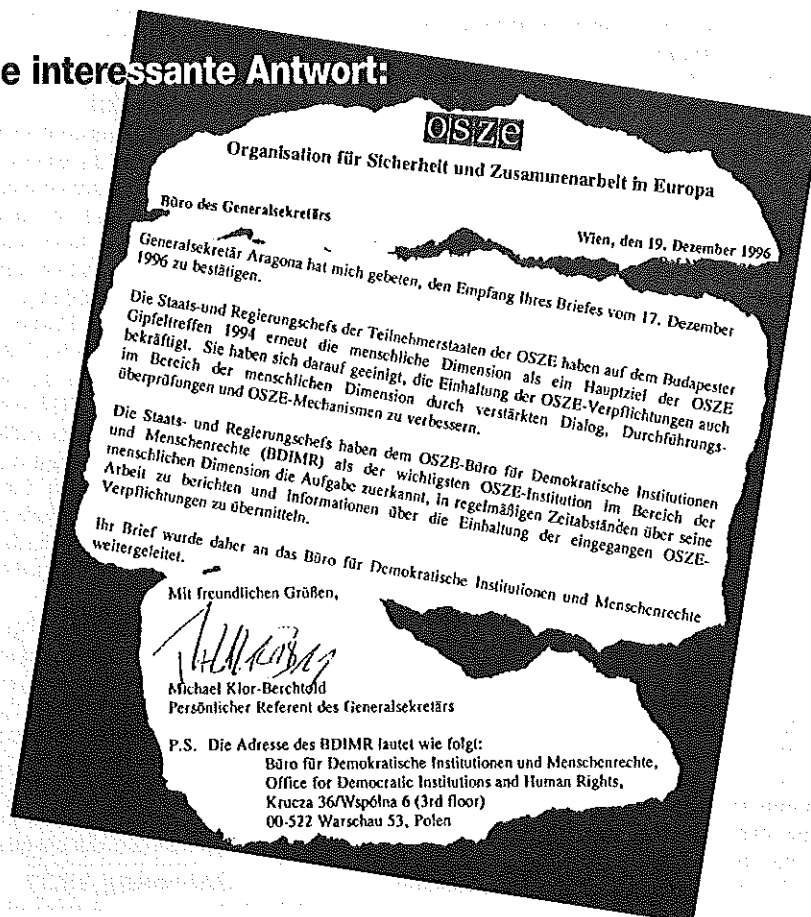 e interessante Antwort:
OSZE
Organisation für Sicherheit und Zusammenarbeit in Europa
Büro des Generalsekretärs
Wien, den 19. Dezember 1996
Generalsekretär Aragona hat mich gebeten, den Empfang Ihres Briefes vom 17. Dezember
1996 zu bestätigen.
Die Staats-und Regierungschefs der Teilnehmerstaaten der OSZE haben auf dem Budapester
Gipfeltreffen 1994 erneut die menschliche Dimension als ein Hauptziel der OSZE
bekräftigt. Sie haben sich darauf geeinigt, die Einhaltung der OSZE-Verpflichtungen auch
im Bereich der menschlichen Dimension durch verstärkten Dialog, Durchführungs-
überprüfungen und OSZE-Mechanismen zu verbessern.
Die Staats- und Regierungschefs haben dem OSZE-Büro für Demokratische Institutionen
und Menschenrechte (BDIMR) als der wichtigsten OSZE-Institution im Bereich der
menschlichen Dimension die Aufgabe zuerkannt, in regelmäßigen Zeitabständen über seine
Arbeit zu berichten und Informationen über die Einhaltung der eingegangen OSZE-
Verpflichtungen zu übermitteln.
Ihr Brief wurde daher an das Büro für Demokratische Institutionen und Menschenrechte
weitergeleitet.
Mit freundlichen Grüßen,
Michael Klor-Berchtold
Persönlicher Referent des Generalsekretärs
P.S. Die Adresse des BDIMR lautet wie folgt:
Büro für Demokratische Institutionen und Menschenrechte,
Office for Democratic Institutions and Human Rights,
Krucza 36/Wspólna 6 (3rd floor)
00-522 Warschau 53, Polen